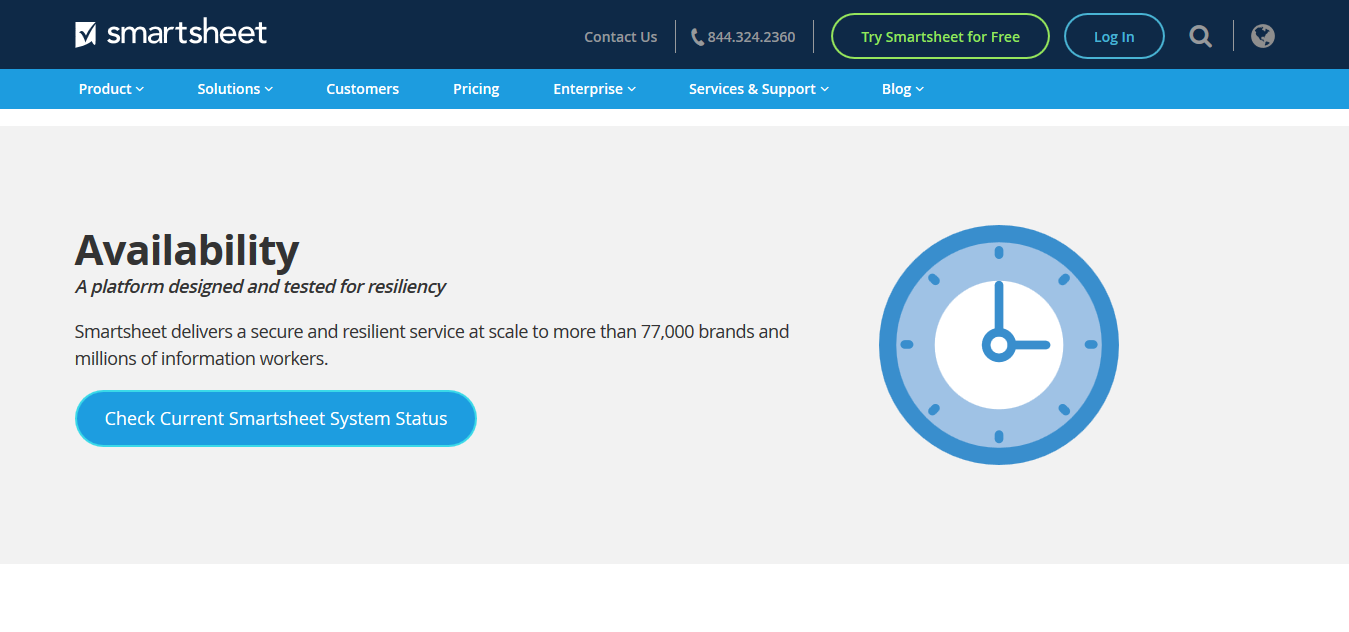 smartsheet
Contact Us
844.324.2360
Try Smartsheet for Free
Log In
Product
Solutions
Customers
Pricing
Enterprise
Services & Support
Blog
Availability
A platform designed and tested for resiliency
Smartsheet delivers a secure and resilient service at scale to more than 77,000 brands and
millions of information workers.
Check Current Smartsheet System Status